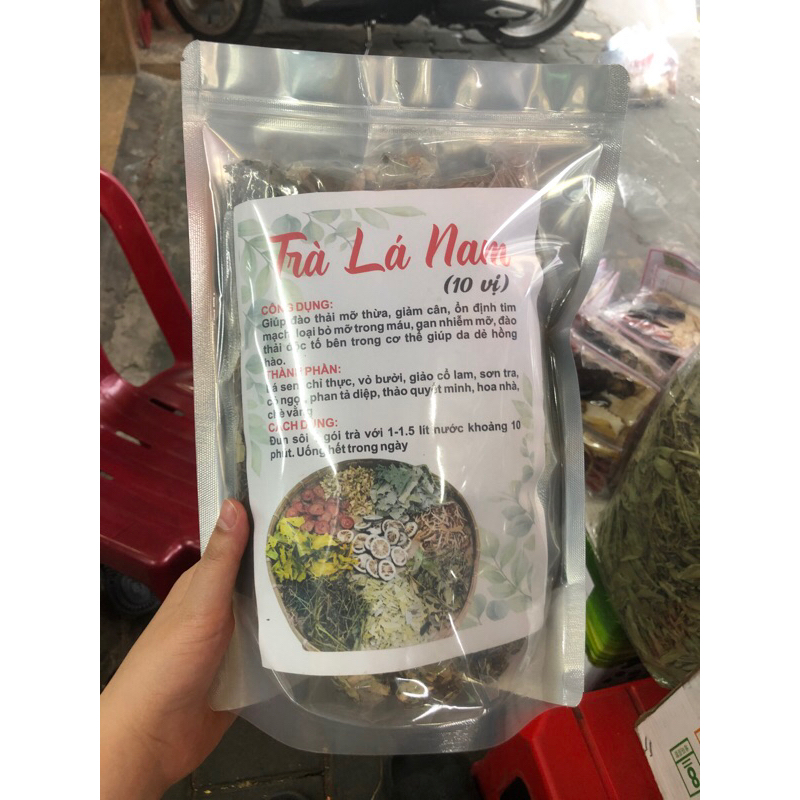 Trà Lá Nam
(10 vị)
CÔNG DỤNG:
Giúp đào thải mỡ thừa, giảm cân, ổn định tim
mạch, loại bỏ mỡ trong máu, gan nhiễm mỡ, đào
thải độc tố bên trong cơ thể giúp da dẻ hồng
hào.
THÀNH PHẦN:
Lá sen, chỉ thực, vỏ bưởi, giảo cổ lam, sơn tra,
cỏ ngọt, phan tả diệp, thảo quyết minh, hoa nhà,
chè vằng
CÁCH DÙNG:
Đun sôi gói trà với 1-1.5 lít nước khoảng 10
phút. Uống hết trong ngày